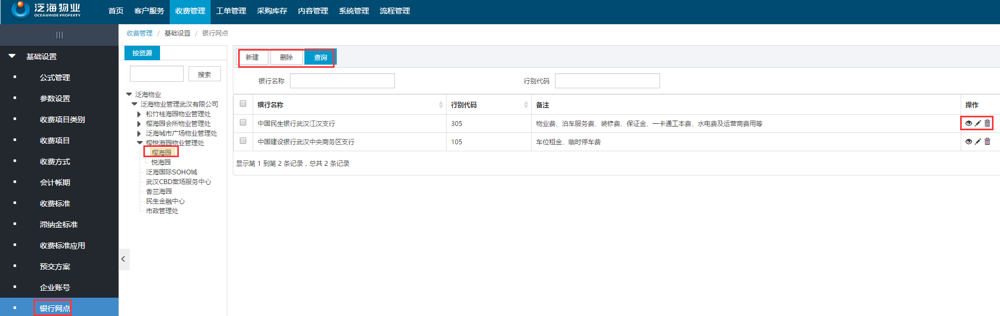 泛海物业
OCEANWIDE PROPERTY
首页 客户服务 收费管理 工单管理 采购库存 内容管理 系统管理 流程管理
收费管理 / 基础设置 / 银行网点
基础设置
公式管理
参数设置
收费项目类别
收费项目
收费方式
会计帐期
收费标准
滞纳金标准
收费标准应用
预交方案
企业账号
银行网点
按资源
搜索
泛海物业
泛海物业管理武汉有限公司
松竹桂海园物业管理处
樱海园会所物业管理处
泛海城市广场物业管理处
樱悦海园物业管理处
樱海园
悦海园
泛海国际SOHO城
武汉CBD案场服务中心
香兰海园
民生金融中心
市政管理处
新建 删除 查询
银行名称 行别代码
银行名称 行别代码 备注 操作
中国民生银行武汉江汉支行 305 物业费、泊车服务费、装修费、保证金、一卡通工本费、水电费及运营商费用等
中国建设银行武汉中央商务区支行 105 车位租金、临时停车费
显示第 1 到第 2 条记录，总共 2 条记录